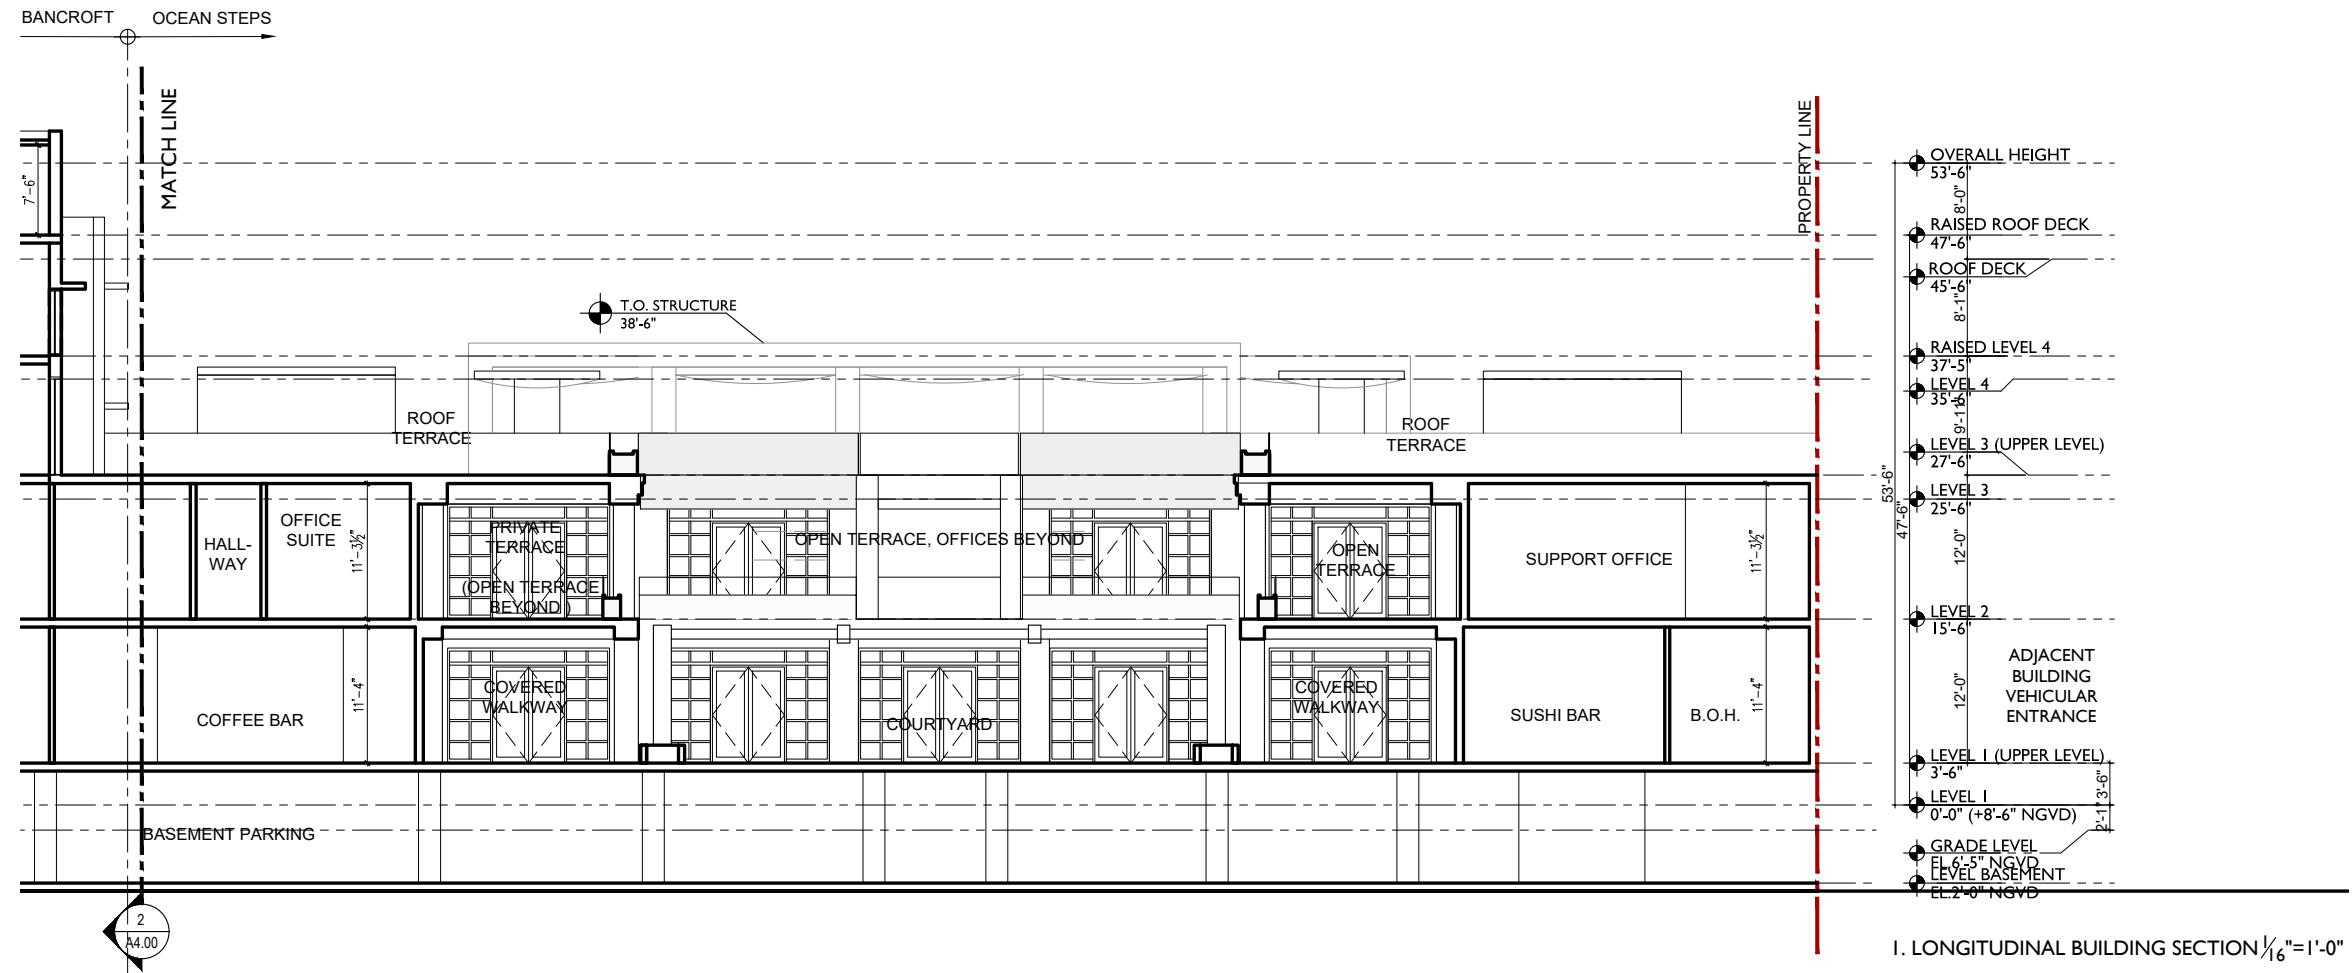 BANCROFT
OCEAN STEPS
MATCH LINE
PROPERTY LINE
7'-6"
T.O. STRUCTURE
38'-6"
ROOF
TERRACE
ROOF
TERRACE
HALL-
WAY
OFFICE
SUITE
11'-3½"
PRIVATE
TERRACE
(OPEN TERRACE
BEYOND )
OPEN TERRACE, OFFICES BEYOND
OPEN
TERRACE
SUPPORT OFFICE
11'-3½"
COFFEE BAR
11'-4"
COVERED
WALKWAY
COURTYARD
COVERED
WALKWAY
SUSHI BAR
B.O.H.
11'-4"
BASEMENT PARKING
2
A4.00
OVERALL HEIGHT
53'-6"
8'-0"
RAISED ROOF DECK
47'-6"
ROOF DECK
45'-6"
8'-1"
RAISED LEVEL 4
37'-5"
LEVEL 4
35'-6"
9'-11"
LEVEL 3 (UPPER LEVEL)
27'-6"
53'-6"
47'-6"
LEVEL 3
25'-6"
12'-0"
LEVEL 2
15'-6"
12'-0"
ADJACENT
BUILDING
VEHICULAR
ENTRANCE
LEVEL 1 (UPPER LEVEL)
3'-6"
3'-6"
LEVEL 1
0'-0" (+8'-6" NGVD)
2'-1"
GRADE LEVEL
EL.6'-5" NGVD
LEVEL BASEMENT
EL.2'-0" NGVD
1. LONGITUDINAL BUILDING SECTION 1/16"=1'-0"